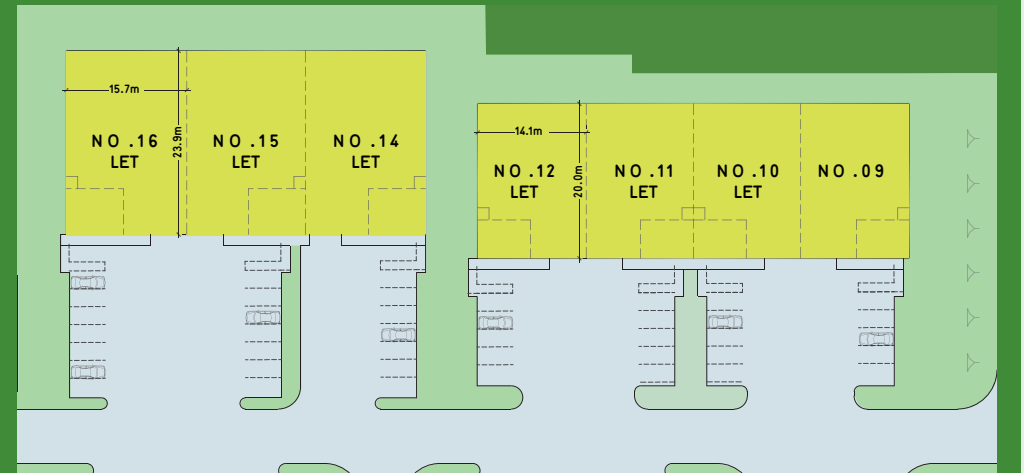 15.7m
23.9m
NO.16
LET
NO.15
LET
NO.14
LET
14.1m
20.0m
NO.12
LET
NO.11
LET
NO.10
LET
NO.09